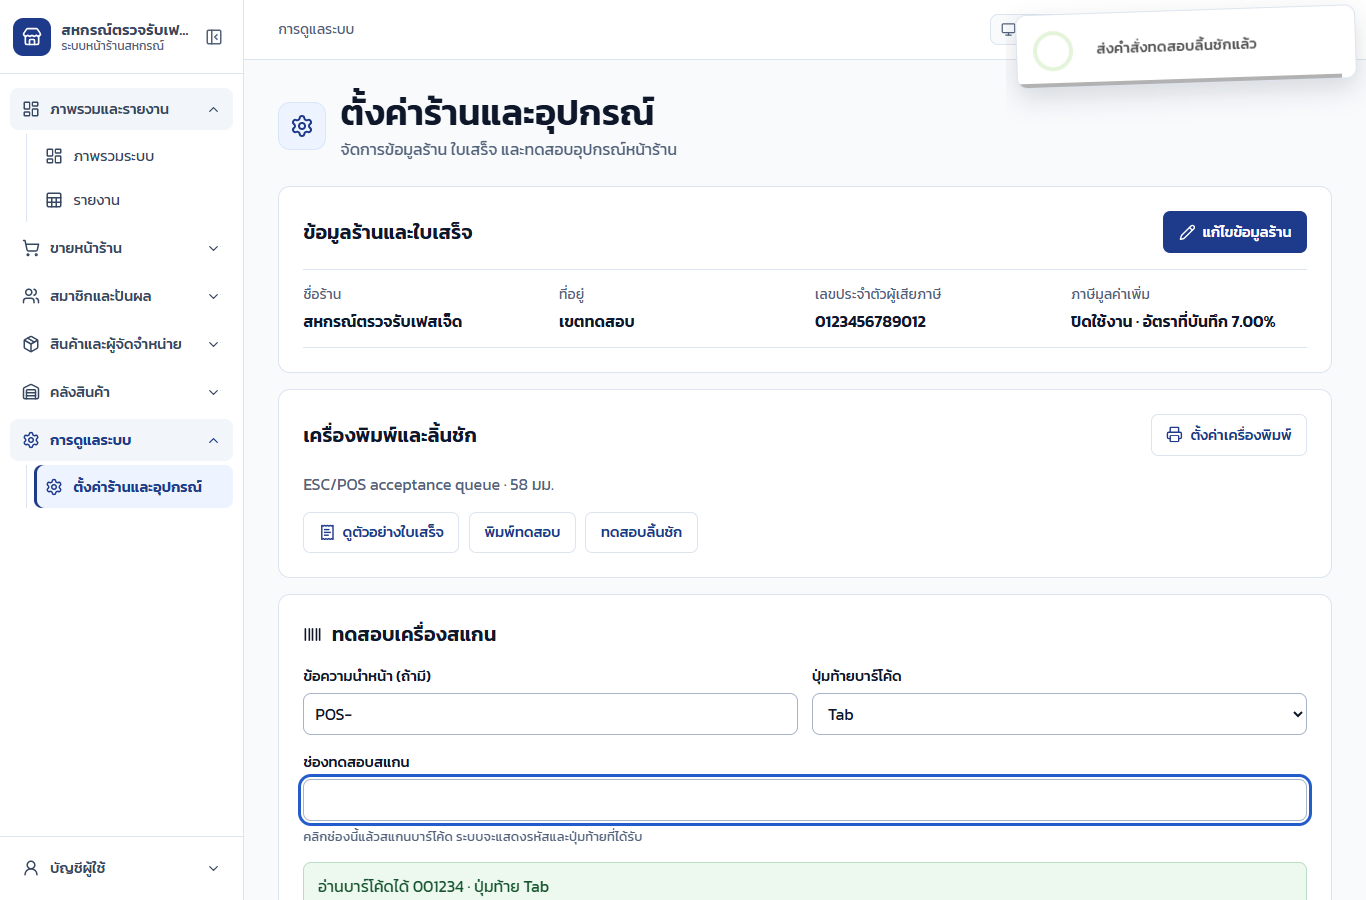 สหกรณ์ตรวจรับเฟ...
ระบบหน้าร้านสหกรณ์
ภาพรวมและรายงาน
ภาพรวมระบบ
รายงาน
ขายหน้าร้าน
สมาชิกและปันผล
สินค้าและผู้จัดจำหน่าย
คลังสินค้า
การดูแลระบบ
ตั้งค่าร้านและอุปกรณ์
บัญชีผู้ใช้
การดูแลระบบ
ส่งคำสั่งทดสอบลิ้นชักแล้ว
ตั้งค่าร้านและอุปกรณ์
จัดการข้อมูลร้าน ใบเสร็จ และทดสอบอุปกรณ์หน้าร้าน
ข้อมูลร้านและใบเสร็จ
แก้ไขข้อมูลร้าน
ชื่อร้าน
สหกรณ์ตรวจรับเฟสเจ็ด
ที่อยู่
เขตทดสอบ
เลขประจำตัวผู้เสียภาษี
0123456789012
ภาษีมูลค่าเพิ่ม
ปิดใช้งาน · อัตราที่บันทึก 7.00%
เครื่องพิมพ์และลิ้นชัก
ตั้งค่าเครื่องพิมพ์
ESC/POS acceptance queue · 58 มม.
ดูตัวอย่างใบเสร็จ
พิมพ์ทดสอบ
ทดสอบลิ้นชัก
ทดสอบเครื่องสแกน
ข้อความนำหน้า (ถ้ามี)
POS-
ปุ่มท้ายบาร์โค้ด
Tab
ช่องทดสอบสแกน
คลิกช่องนี้แล้วสแกนบาร์โค้ด ระบบจะแสดงรหัสและปุ่มท้ายที่ได้รับ
อ่านบาร์โค้ดได้ 001234 · ปุ่มท้าย Tab